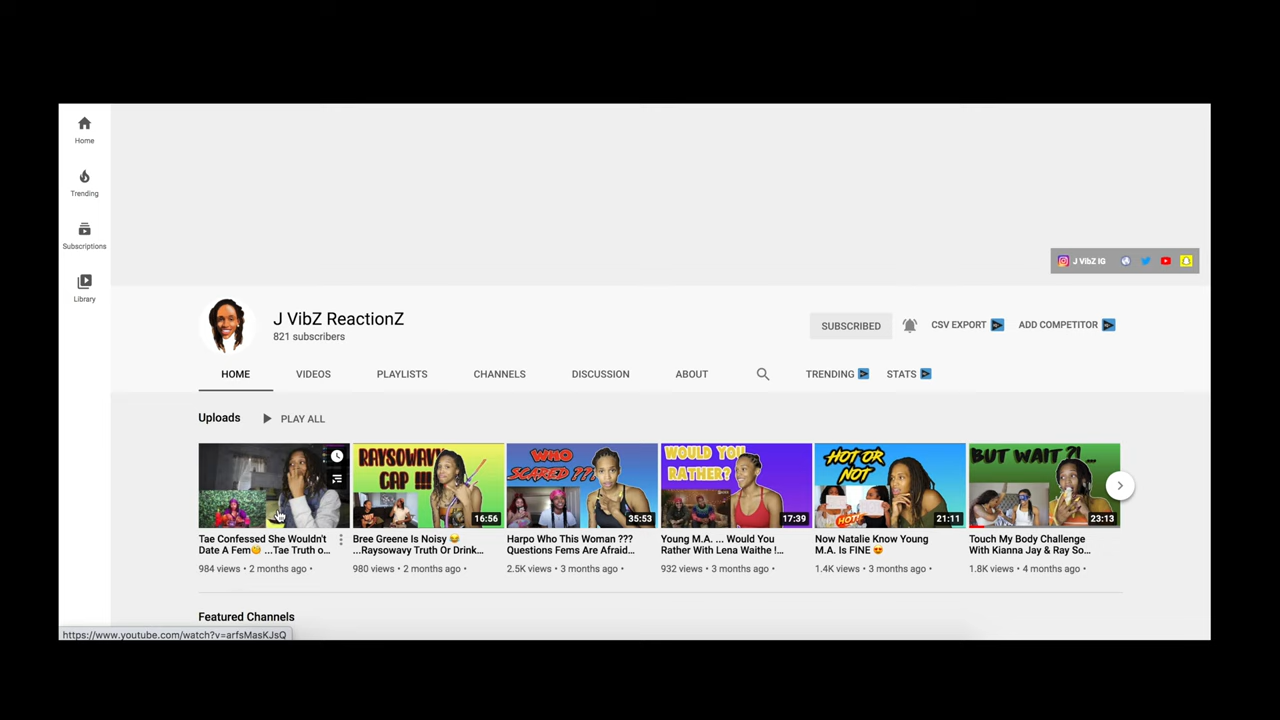 Home
Trending
Subscriptions
Library
J VibZ IG
J VibZ ReactionZ
821 subscribers
SUBSCRIBED
CSV EXPORT
ADD COMPETITOR
HOME
VIDEOS
PLAYLISTS
CHANNELS
DISCUSSION
ABOUT
TRENDING
STATS
Uploads
PLAY ALL
RAYSOWAVY
CAP !!!
16:56
WHO
SCARED ???
35:53
WOULD YOU
RATHER?
17:39
HOT OR
NOT
HOT!
21:11
BUT WAIT ?! ...
23:13
Tae Confessed She Wouldn't
Date A Fem😏 ...Tae Truth o...
984 views • 2 months ago •
Bree Greene Is Noisy 😂
...Raysowavy Truth Or Drink...
980 views • 2 months ago •
Harpo Who This Woman ???
Questions Fems Are Afraid...
2.5K views • 3 months ago •
Young M.A. ... Would You
Rather With Lena Waithe !...
932 views • 3 months ago •
Now Natalie Know Young
M.A. Is FINE 😍
1.4K views • 3 months ago •
Touch My Body Challenge
With Kianna Jay & Ray So...
1.8K views • 4 months ago •
Featured Channels
https://www.youtube.com/watch?v=arfsMasKJsQ